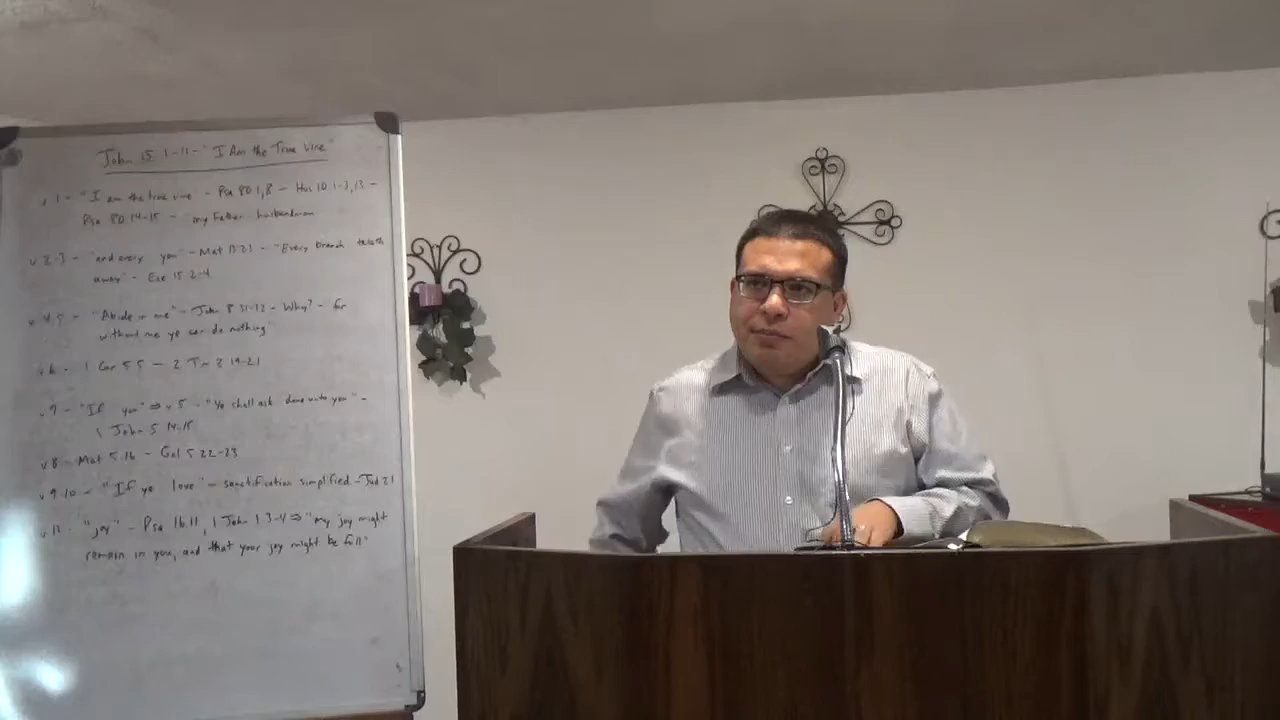 John 15 1-11 - "I Am the True Vine"
v 1 - "I am the true vine" - Psa 80 1,8 - Hos 10 1-3,13 -
Psa 80 14-15 - "my Father husbandman
v 2-3 - "and every you" - Mat 13 23 - "Every branch taketh
away" - Eze 15 2-4
v 4-5 - "Abide in me" - John 8 31-32 - Why? - for
without me ye can do nothing"
v 6 - 1 Cor 5 5 - 2 Tim 2 19-21
v 7 - "If you" ⇒ v 5 - "Ye shall ask done unto you" -
1 John 5 14-15
v 8 - Mat 5 16 - Gal 5 22-23
v 9-10 - "If ye love" - sanctification simplified - Jud 21
v 11 - "joy" - Psa 16 11, 1 John 1 3-4 ⇒ "my joy might
remain in you, and that your joy might be full"